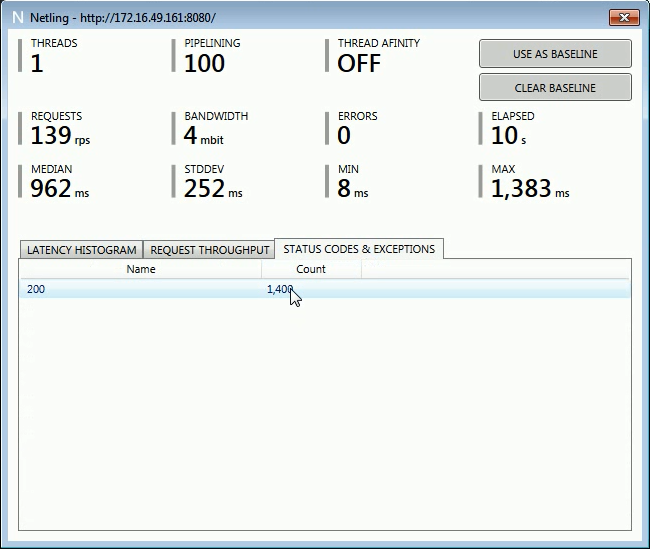 N Netling - http://172.16.49.161:8080/
THREADS PIPELINING THREAD AFINITY
1 100 OFF
USE AS BASELINE
CLEAR BASELINE
REQUESTS BANDWIDTH ERRORS ELAPSED
139 rps 4 mbit 0 10 s
MEDIAN STDDEV MIN MAX
962 ms 252 ms 8 ms 1,383 ms
LATENCY HISTOGRAM REQUEST THROUGHPUT STATUS CODES & EXCEPTIONS
Name Count
200 1,400